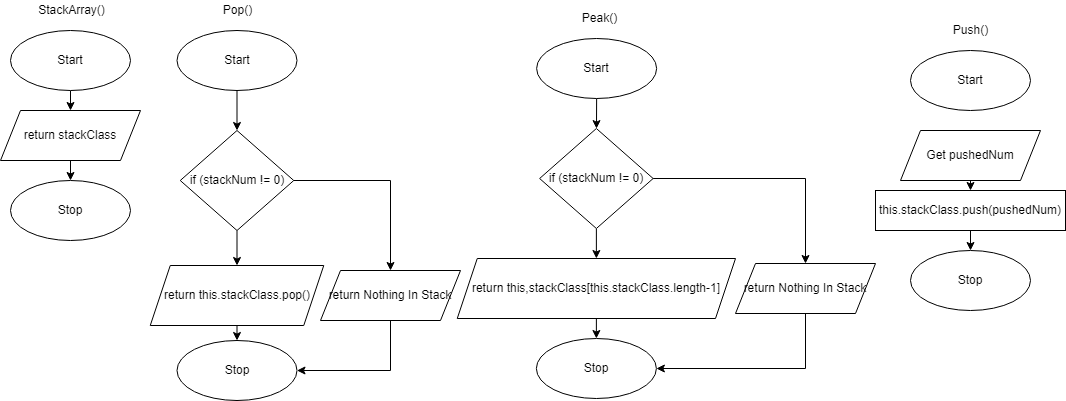 StackArray()
Start
return stackClass
Stop
Pop()
Start
if (stackNum != 0)
return this.stackClass.pop()
return Nothing In Stack
Stop
Peak()
Start
if (stackNum != 0)
return this,stackClass[this.stackClass.length-1]
return Nothing In Stack
Stop
Push()
Start
Get pushedNum
this.stackClass.push(pushedNum)
Stop